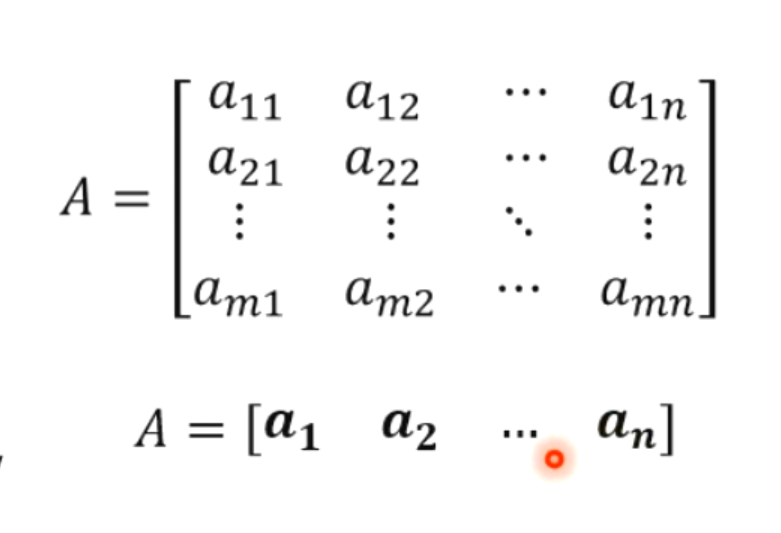 A = [a₁₁ a₁₂ ⋯ a₁ₙ
a₂₁ a₂₂ ⋯ a₂ₙ
⋮ ⋮ ⋱ ⋮
aₘ₁ aₘ₂ ⋯ aₘₙ]
A = [a₁ a₂ … aₙ]